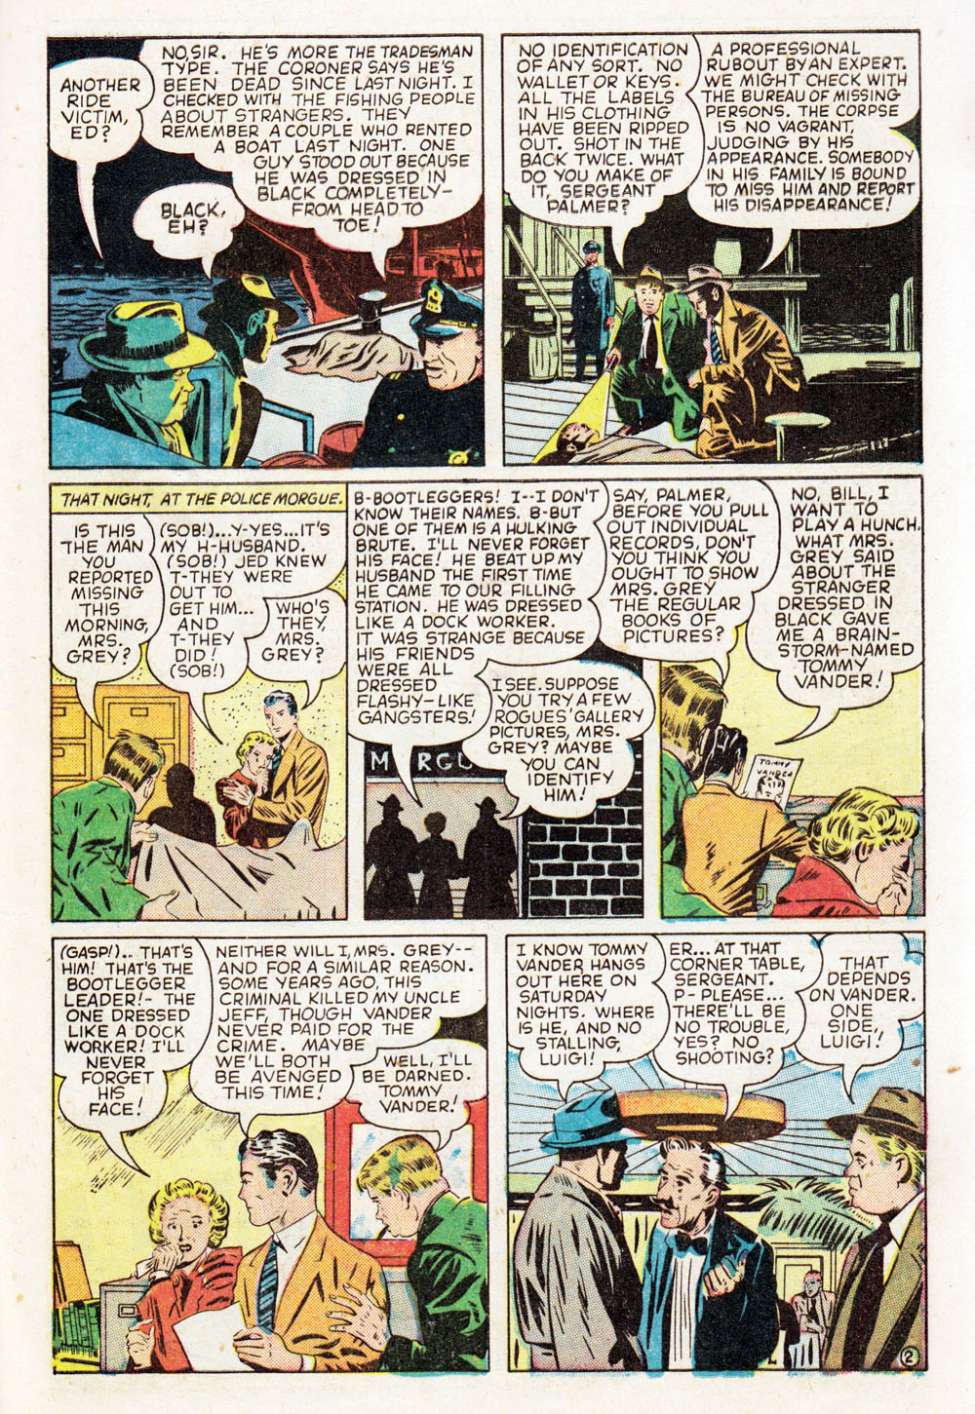 ANOTHER
RIDE
VICTIM,
ED?
NO, SIR. HE'S MORE THE TRADESMAN
TYPE. THE CORONER SAYS HE'S
BEEN DEAD SINCE LAST NIGHT. I
CHECKED WITH THE FISHING PEOPLE
ABOUT STRANGERS. THEY
REMEMBER A COUPLE WHO RENTED
A BOAT LAST NIGHT. ONE
GUY STOOD OUT BECAUSE
HE WAS DRESSED IN
BLACK COMPLETELY—
FROM HEAD TO
TOE!
BLACK,
EH?
NO IDENTIFICATION
OF ANY SORT. NO
WALLET OR KEYS.
ALL THE LABELS
IN HIS CLOTHING
HAVE BEEN RIPPED
OUT. SHOT IN THE
BACK TWICE. WHAT
DO YOU MAKE OF
IT, SERGEANT
PALMER?
A PROFESSIONAL
RUBOUT BY AN EXPERT.
WE MIGHT CHECK WITH
THE BUREAU OF MISSING
PERSONS. THE CORPSE
IS NO VAGRANT,
JUDGING BY HIS
APPEARANCE. SOMEBODY
IN HIS FAMILY IS BOUND
TO MISS HIM AND REPORT
HIS DISAPPEARANCE!
THAT NIGHT, AT THE POLICE MORGUE.
IS THIS
THE MAN
YOU
REPORTED
MISSING
THIS
MORNING,
MRS.
GREY?
(SOB!)...Y-YES...IT'S
MY H-HUSBAND.
(SOB!) JED KNEW
T-THEY WERE
OUT TO
GET HIM...
AND
T-THEY
DID!
(SOB!)
WHO'S
THEY,
MRS.
GREY?
B-BOOTLEGGERS! I--I DON'T
KNOW THEIR NAMES. B-BUT
ONE OF THEM IS A HULKING
BRUTE. I'LL NEVER FORGET
HIS FACE! HE BEAT UP MY
HUSBAND THE FIRST TIME
HE CAME TO OUR FILLING
STATION. HE WAS DRESSED
LIKE A DOCK WORKER.
IT WAS STRANGE BECAUSE
HIS FRIENDS
WERE ALL
DRESSED
FLASHY-LIKE
GANGSTERS!
I SEE. SUPPOSE
YOU TRY A FEW
ROGUES' GALLERY
PICTURES, MRS.
GREY? MAYBE
YOU CAN
IDENTIFY
HIM!
MORGU
SAY, PALMER,
BEFORE YOU PULL
OUT INDIVIDUAL
RECORDS, DON'T
YOU THINK YOU
OUGHT TO SHOW
MRS. GREY
THE REGULAR
BOOKS OF
PICTURES?
NO, BILL, I
WANT TO
PLAY A HUNCH.
WHAT MRS.
GREY SAID
ABOUT THE
STRANGER
DRESSED IN
BLACK GAVE
ME A BRAIN-
STORM-NAMED
TOMMY
VANDER!
TOMMY
VANDER
(GASP!)... THAT'S
HIM! THAT'S THE
BOOTLEGGER
LEADER!- THE
ONE DRESSED
LIKE A DOCK
WORKER! I'LL
NEVER
FORGET
HIS
FACE!
NEITHER WILL I, MRS. GREY--
AND FOR A SIMILAR REASON.
SOME YEARS AGO, THIS
CRIMINAL KILLED MY UNCLE
JEFF, THOUGH VANDER
NEVER PAID FOR THE
CRIME. MAYBE
WE'LL BOTH
BE AVENGED
THIS TIME!
WELL, I'LL
BE DARNED.
TOMMY
VANDER!
I KNOW TOMMY
VANDER HANGS
OUT HERE ON
SATURDAY
NIGHTS. WHERE
IS HE, AND NO
STALLING,
LUIGI!
ER... AT THAT
CORNER TABLE,
SERGEANT.
P-PLEASE...
THERE'LL BE
NO TROUBLE,
YES? NO
SHOOTING?
THAT
DEPENDS
ON VANDER.
ONE
SIDE,
LUIGI!
2